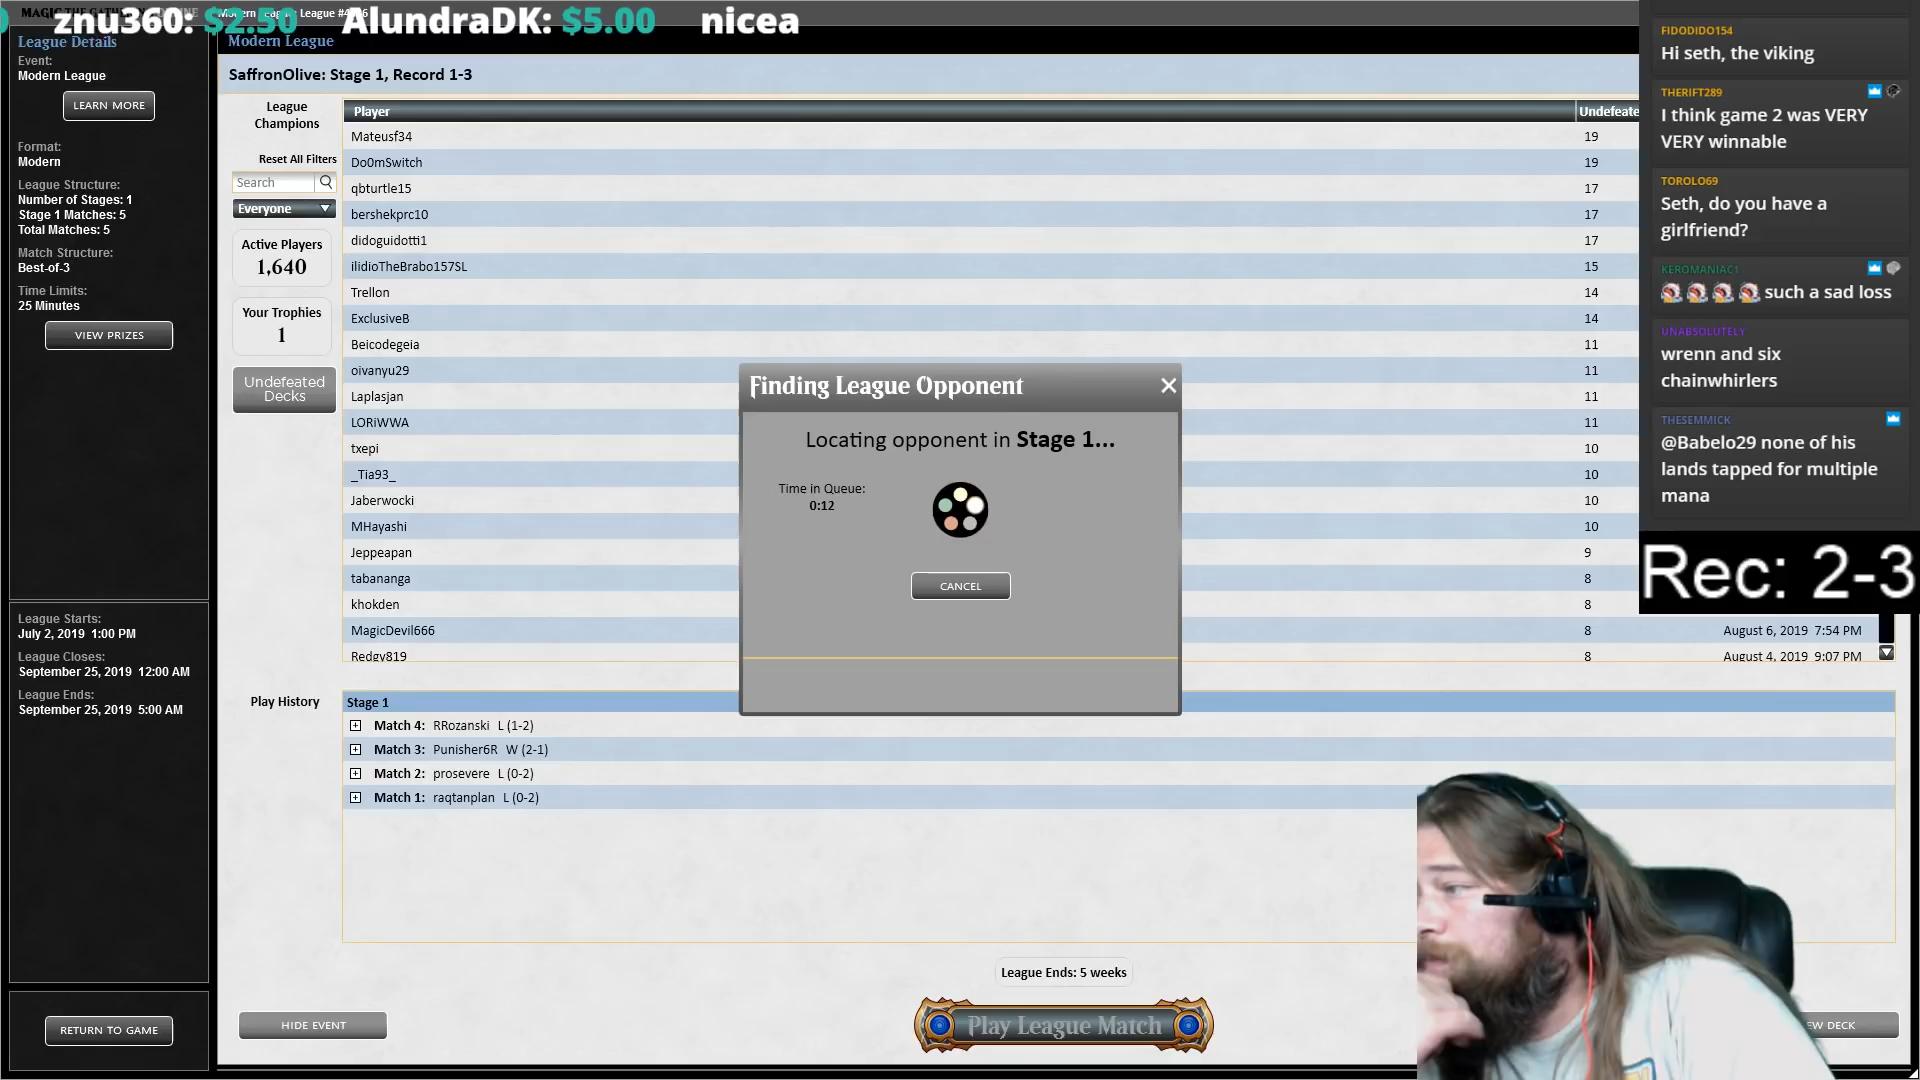 znu360: $2.50 AlundraDK: $5.00 nicea
League Details
Event:
Modern League
LEARN MORE
Format:
Modern
League Structure:
Number of Stages: 1
Stage 1 Matches: 5
Total Matches: 5
Match Structure:
Best-of-3
Time Limits:
25 Minutes
VIEW PRIZES
League Starts:
July 2, 2019 1:00 PM
League Closes:
September 25, 2019 12:00 AM
League Ends:
September 25, 2019 5:00 AM
RETURN TO GAME
Modern League
SaffronOlive: Stage 1, Record 1-3
League
Champions
Reset All Filters
Search
Everyone
Active Players
1,640
Your Trophies
1
Undefeated
Decks
Player Undefeate
Mateusf34 19
Do0mSwitch 19
qbturtle15 17
bershekprc10 17
didoguidotti1 17
ilidioTheBrabo157SL 15
Trellon 14
ExclusiveB 14
Beicodegeia 11
oivanyu29 11
Laplasjan 11
LORiWWA 11
txepi 10
_Tia93_ 10
Jaberwocki 10
MHayashi 10
Jeppeapan 9
tabananga 8
khokden 8
MagicDevil666 8 August 6, 2019 7:54 PM
Redgy819 8 August 4, 2019 9:07 PM
Finding League Opponent
Locating opponent in Stage 1...
Time in Queue:
0:12
CANCEL
Play History
Stage 1
Match 4: RRozanski L (1-2)
Match 3: Punisher6R W (2-1)
Match 2: prosevere L (0-2)
Match 1: raqtanplan L (0-2)
League Ends: 5 weeks
HIDE EVENT
Play League Match
EW DECK
FIDODIDO154
Hi seth, the viking
THERIFT289
I think game 2 was VERY
VERY winnable
TOROLO69
Seth, do you have a
girlfriend?
KEROMANIAC1
such a sad loss
UNABSOLUTELY
wrenn and six
chainwhirlers
THESEMMICK
@Babelo29 none of his
lands tapped for multiple
mana
Rec: 2-3